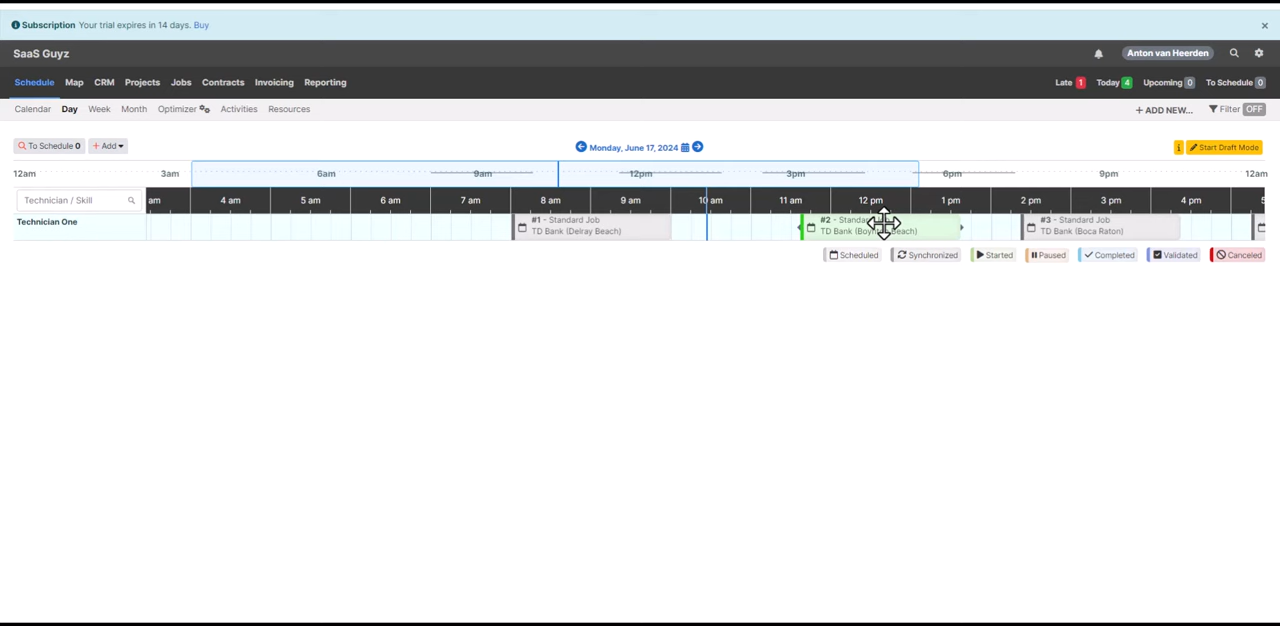 Subscription Your trial expires in 14 days. Buy
SaaS Guyz
Anton van Heerden
Schedule Map CRM Projects Jobs Contracts Invoicing Reporting
Late 1 Today 4 Upcoming 0 To Schedule 0
Calendar Day Week Month Optimizer Activities Resources
+ ADD NEW... Filter OFF
To Schedule 0 + Add
Monday, June 17, 2024
i Start Draft Mode
12am 3am 6am 9am 12pm 3pm 6pm 9pm 12am
Technician / Skill
am 4 am 5 am 6 am 7 am 8 am 9 am 10 am 11 am 12 pm 1 pm 2 pm 3 pm 4 pm 5
Technician One
#1 - Standard Job
TD Bank (Delray Beach)
#2 - Standa
TD Bank (Boyn Beach)
#3 - Standard Job
TD Bank (Boca Raton)
Scheduled Synchronized Started Paused Completed Validated Canceled